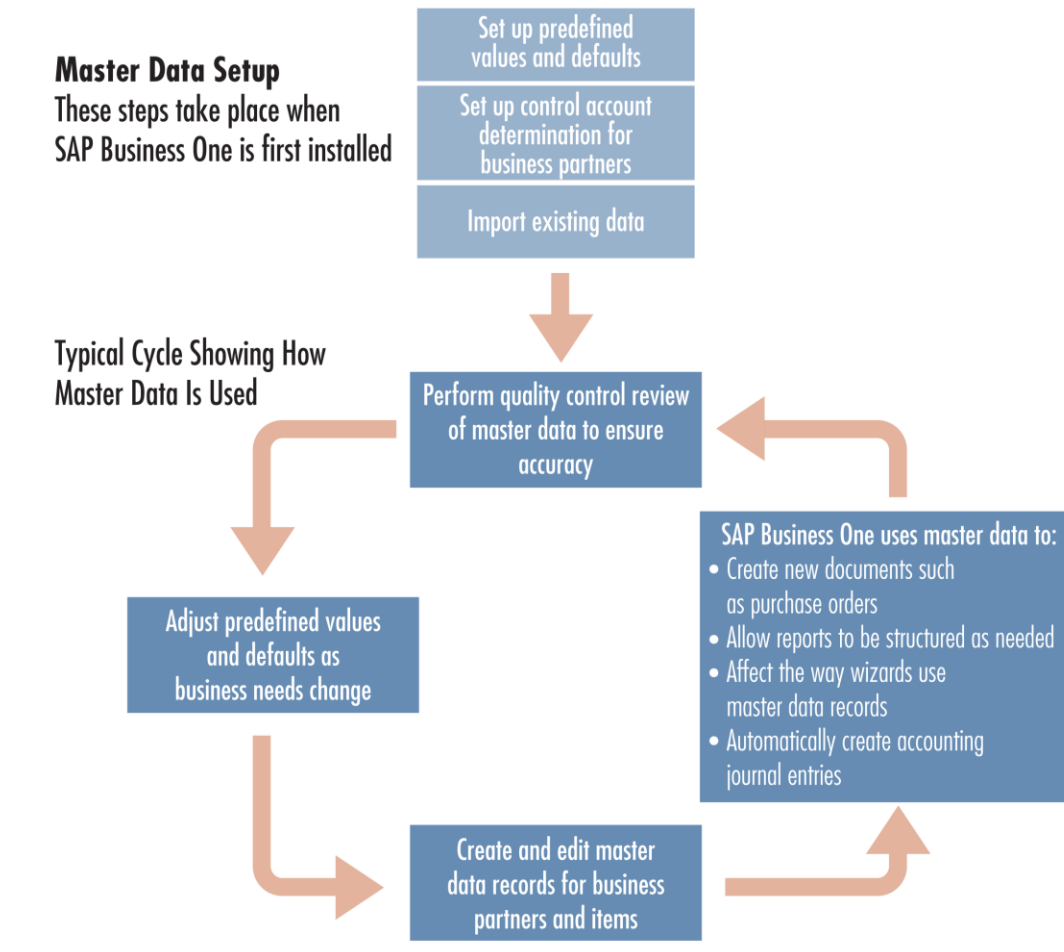 Master Data Setup
These steps take place when
SAP Business One is first installed
Set up predefined
values and defaults
Set up control account
determination for
business partners
Import existing data
Typical Cycle Showing How
Master Data Is Used
Perform quality control review
of master data to ensure
accuracy
Adjust predefined values
and defaults as
business needs change
Create and edit master
data records for business
partners and items
SAP Business One uses master data to:
• Create new documents such
as purchase orders
• Allow reports to be structured as needed
• Affect the way wizards use
master data records
• Automatically create accounting
journal entries